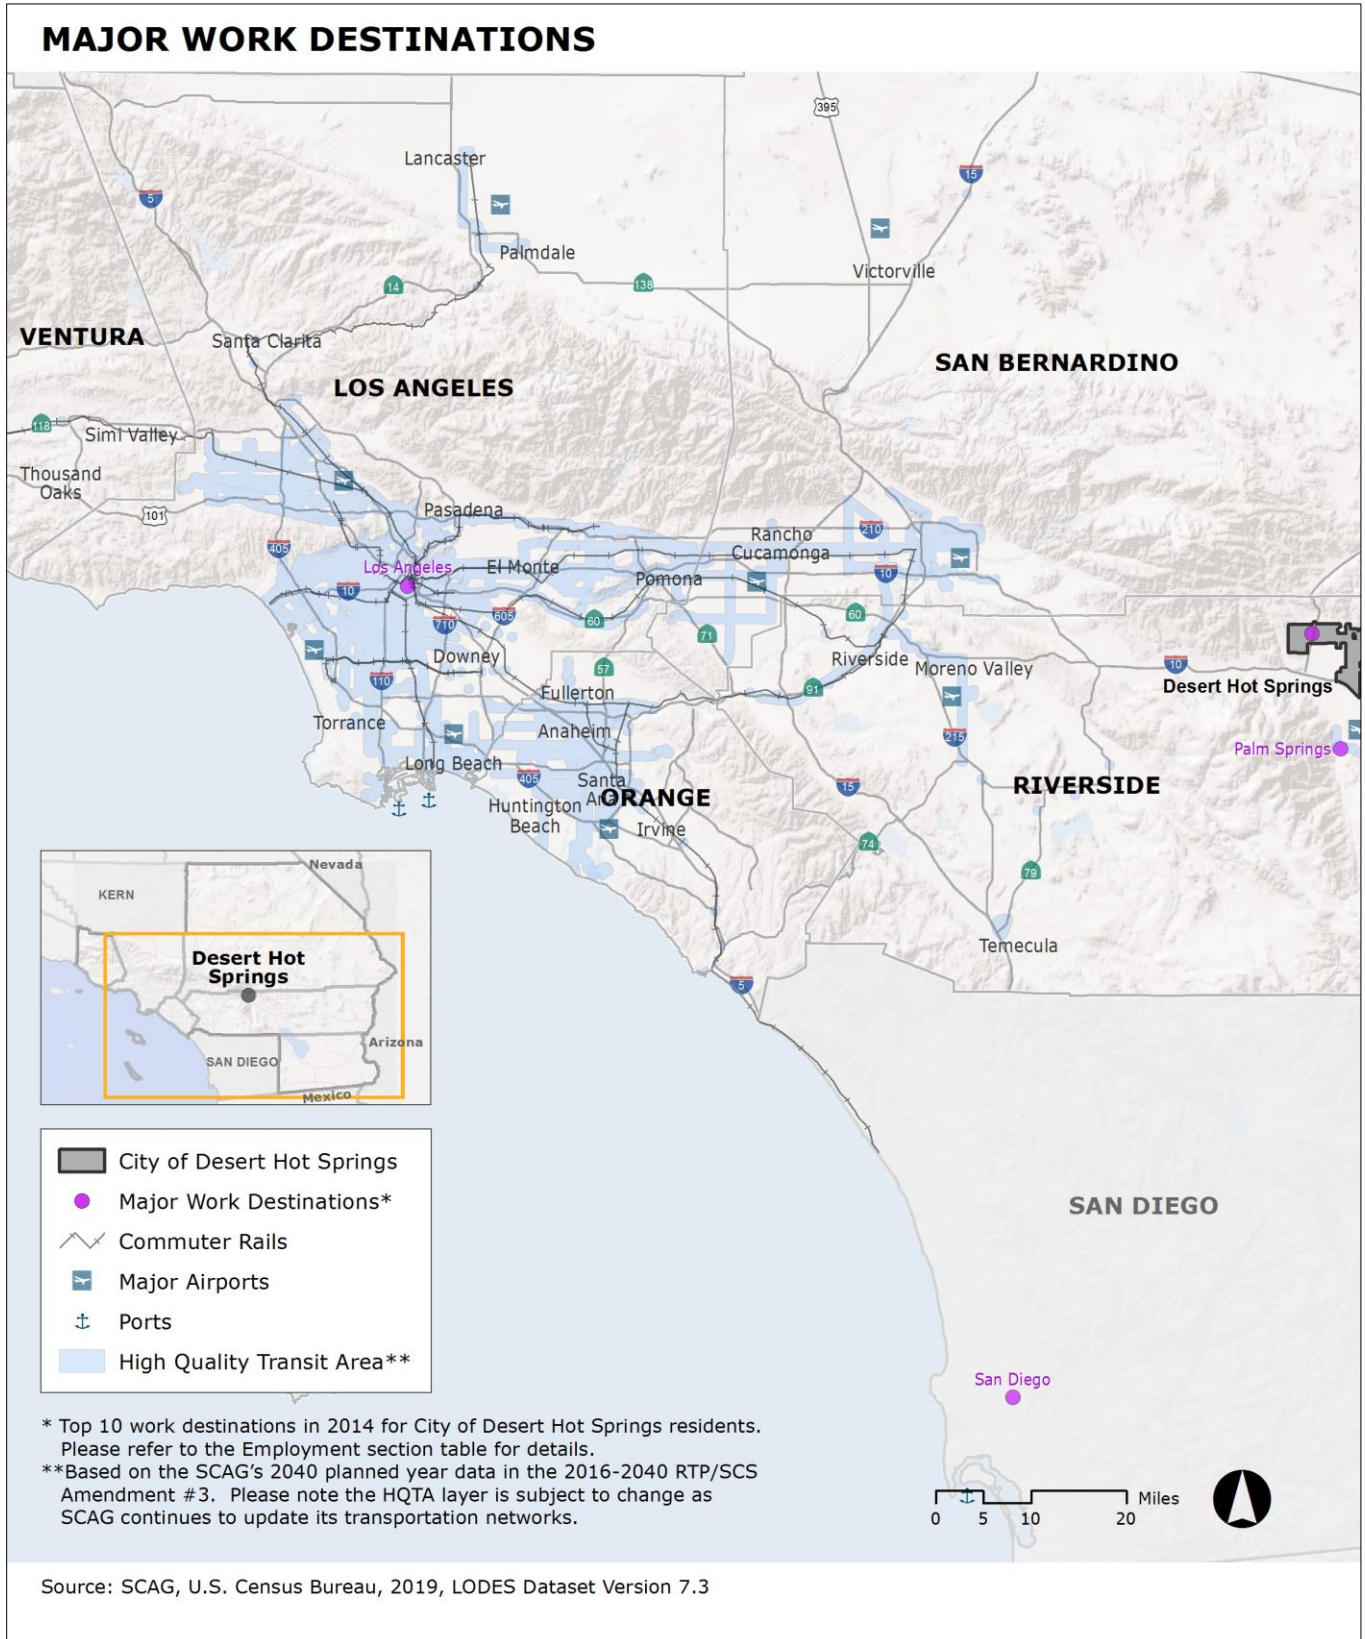 MAJOR WORK DESTINATIONS
395
Lancaster
15
5
Palmdale
Victorville
14
138
VENTURA
Santa Clarita
SAN BERNARDINO
LOS ANGELES
118
Simi Valley
Thousand
Oaks
101
Pasadena
405
210
Rancho
Cucamonga
Los Angeles
El Monte
Pomona
10
10
605
60
60
710
71
Downey
57
Riverside
Moreno Valley
10
110
91
Desert Hot Springs
Fullerton
Torrance
Anaheim
215
Palm Springs
Long Beach
405
Santa
Ana
15
RIVERSIDE
ORANGE
Huntington
Beach
Irvine
74
79
Temecula
5
Nevada
KERN
Desert Hot
Springs
Arizona
SAN DIEGO
Mexico
City of Desert Hot Springs
Major Work Destinations*
Commuter Rails
Major Airports
Ports
High Quality Transit Area**
SAN DIEGO
San Diego
* Top 10 work destinations in 2014 for City of Desert Hot Springs residents.
Please refer to the Employment section table for details.
**Based on the SCAG's 2040 planned year data in the 2016-2040 RTP/SCS
Amendment #3. Please note the HQTA layer is subject to change as
SCAG continues to update its transportation networks.
Miles
0 5 10 20
Source: SCAG, U.S. Census Bureau, 2019, LODES Dataset Version 7.3